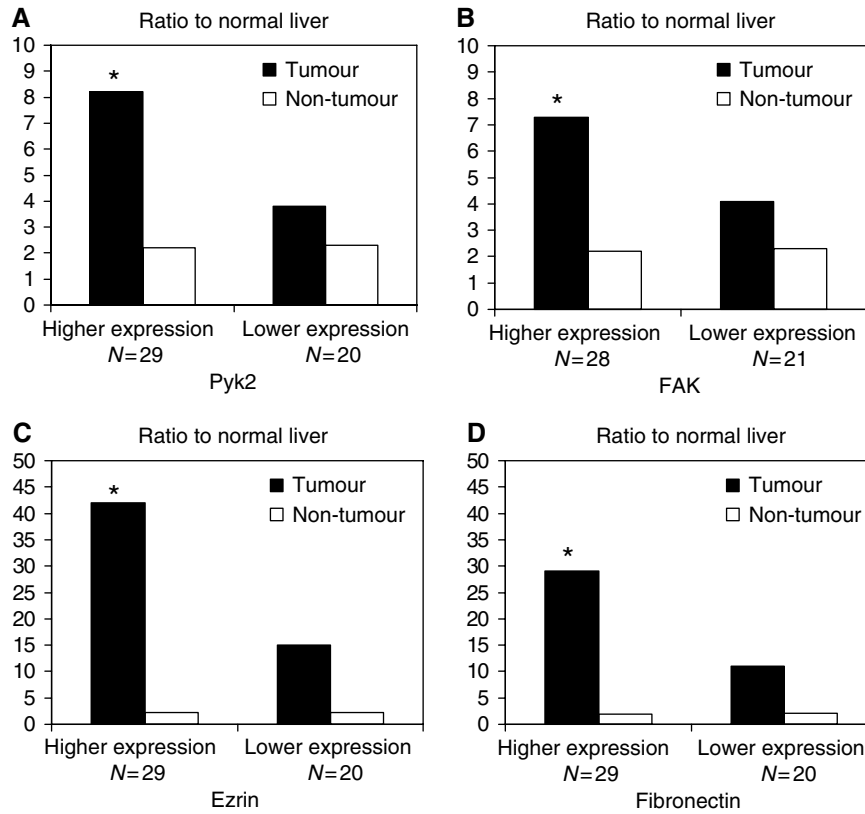 A
Ratio to normal liver
10
9
8
7
6
5
4
3
2
1
0
*
Tumour
Non-tumour
Higher expression
N=29
Lower expression
N=20
Pyk2
B
Ratio to normal liver
10
9
8
7
6
5
4
3
2
1
0
*
Tumour
Non-tumour
Higher expression
N=28
Lower expression
N=21
FAK
C
Ratio to normal liver
50
45
40
35
30
25
20
15
10
5
0
*
Tumour
Non-tumour
Higher expression
N=29
Lower expression
N=20
Ezrin
D
Ratio to normal liver
50
45
40
35
30
25
20
15
10
5
0
*
Tumour
Non-tumour
Higher expression
N=29
Lower expression
N=20
Fibronectin